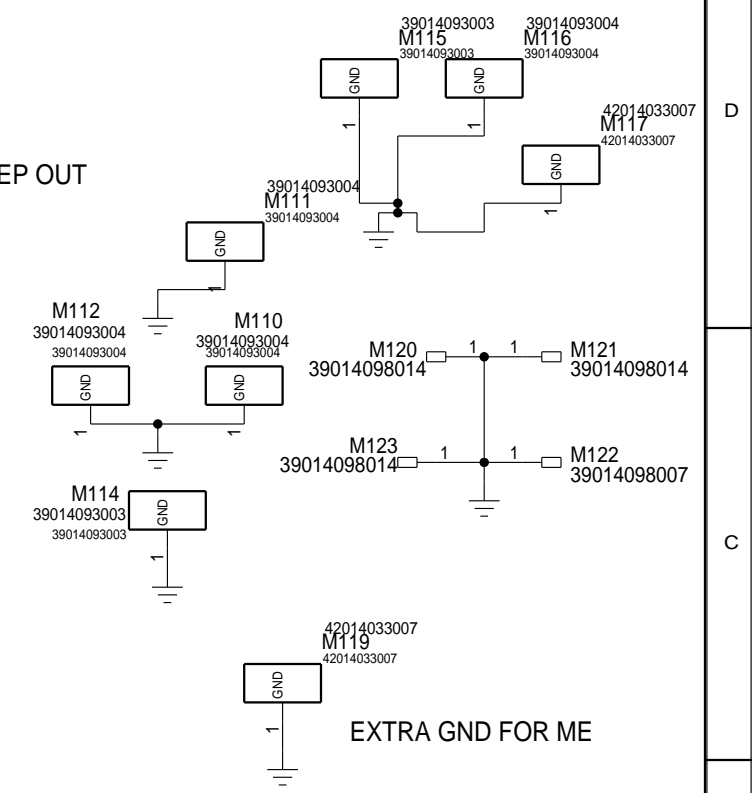 39014093003
M115
39014093003
GND
1
39014093004
M116
39014093004
GND
1
42014033007
M117
42014033007
GND
1
D
EP OUT
39014093004
M111
39014093004
GND
1
M112
39014093004
39014093004
GND
1
M110
39014093004
39014093004
GND
1
M120
39014098014
1
1
M121
39014098014
M123
39014098014
1
1
M122
39014098007
M114
39014093003
39014093003
GND
1
C
42014033007
M119
42014033007
GND
1
EXTRA GND FOR ME